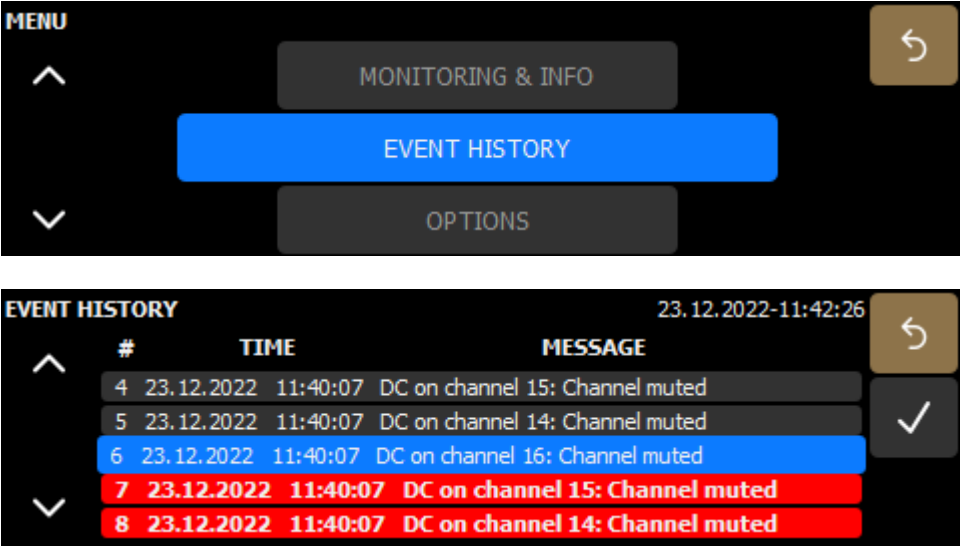 MENU
MONITORING & INFO
EVENT HISTORY
OPTIONS
EVENT HISTORY 23.12.2022-11:42:26
# TIME MESSAGE
4 23.12.2022 11:40:07 DC on channel 15: Channel muted
5 23.12.2022 11:40:07 DC on channel 14: Channel muted
6 23.12.2022 11:40:07 DC on channel 16: Channel muted
7 23.12.2022 11:40:07 DC on channel 15: Channel muted
8 23.12.2022 11:40:07 DC on channel 14: Channel muted